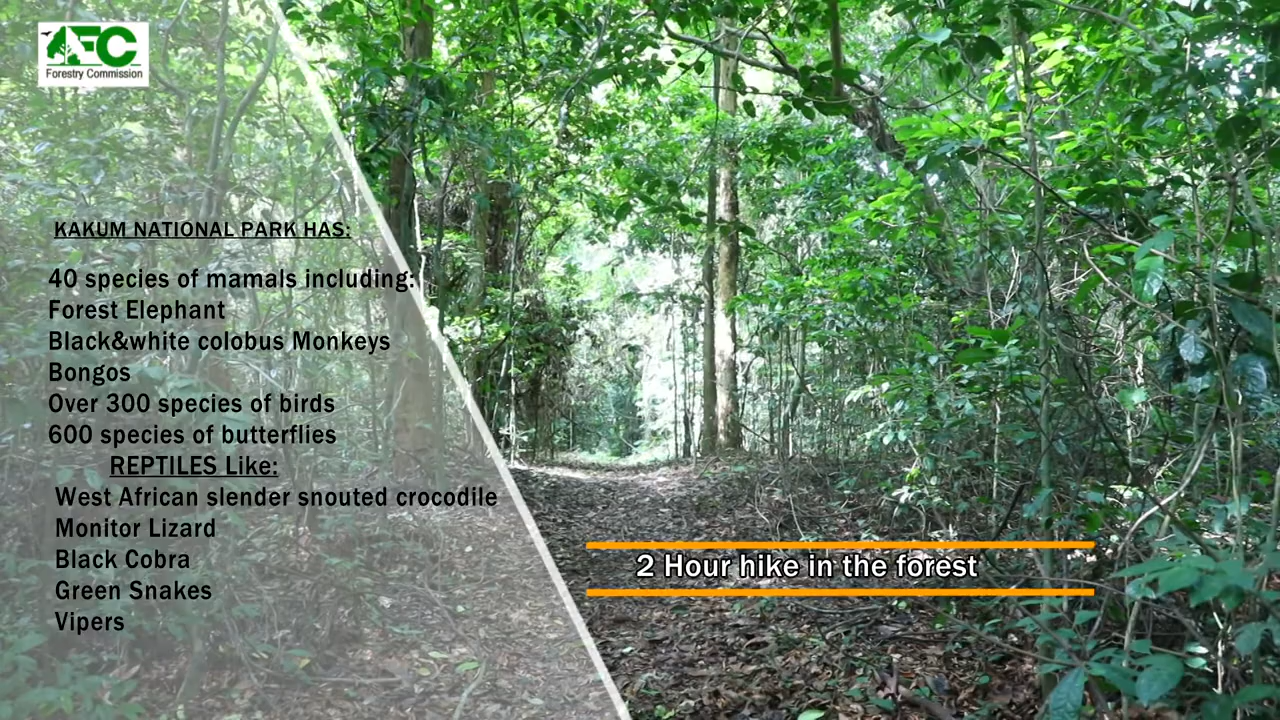 FC
Forestry Commission
KAKUM NATIONAL PARK HAS:
40 species of mamals including:
Forest Elephant
Black&white colobus Monkeys
Bongos
Over 300 species of birds
600 species of butterflies
REPTILES Like:
West African slender snouted crocodile
Monitor Lizard
Black Cobra
Green Snakes
Vipers
2 Hour hike in the forest